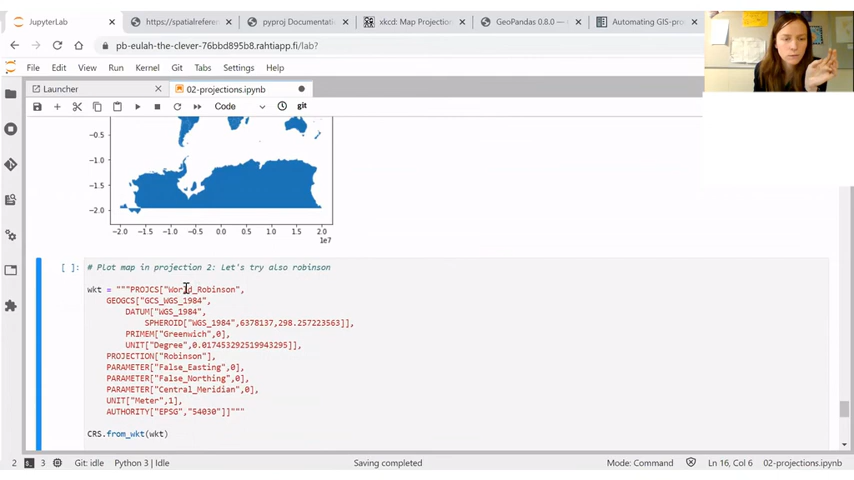 JupyterLab
https://spatialrefere
pyproj Documentati
xkcd: Map Projection
GeoPandas 0.8.0 —
Automating GIS-pro
pb-eulah-the-clever-76bbd895b8.rahtiapp.fi/lab?
File Edit View Run Kernel Git Tabs Settings Help
Launcher
02-projections.ipynb
Code
git
−0.5
−1.0
−1.5
−2.0
−2.0 −1.5 −1.0 −0.5 0.0 0.5 1.0 1.5 2.0
1e7
[ ]: # Plot map in projection 2: Let's try also robinson
wkt = """PROJCS["World_Robinson",
GEOGCS["GCS_WGS_1984",
DATUM["WGS_1984",
SPHEROID["WGS_1984",6378137,298.257223563]],
PRIMEM["Greenwich",0],
UNIT["Degree",0.017453292519943295]],
PROJECTION["Robinson"],
PARAMETER["False_Easting",0],
PARAMETER["False_Northing",0],
PARAMETER["Central_Meridian",0],
UNIT["Meter",1],
AUTHORITY["EPSG","54030"]]"""
CRS.from_wkt(wkt)
2 3 Git: idle Python 3 | Idle Saving completed Mode: Command Ln 16, Col 6 02-projections.ipynb